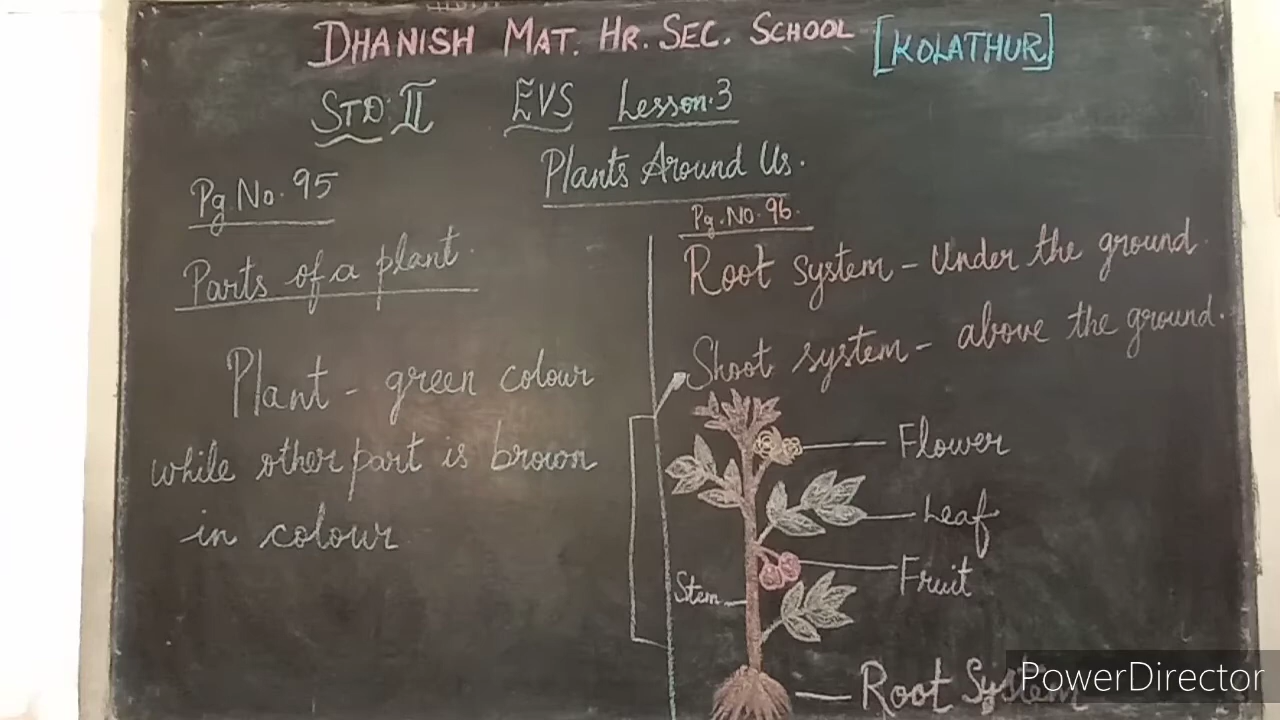 DHANISH MAT. HR. SEC. SCHOOL [KOLATHUR]
STD: II EVS Lesson.3
Plants Around Us.
Pg.No. 95
Parts of a plant.
Plant - green colour
while other part is brown
in colour
Pg.No. 96.
Root system - Under the ground.
Shoot system - above the ground.
Flower
Leaf
Fruit
Stem
Root System
PowerDirector